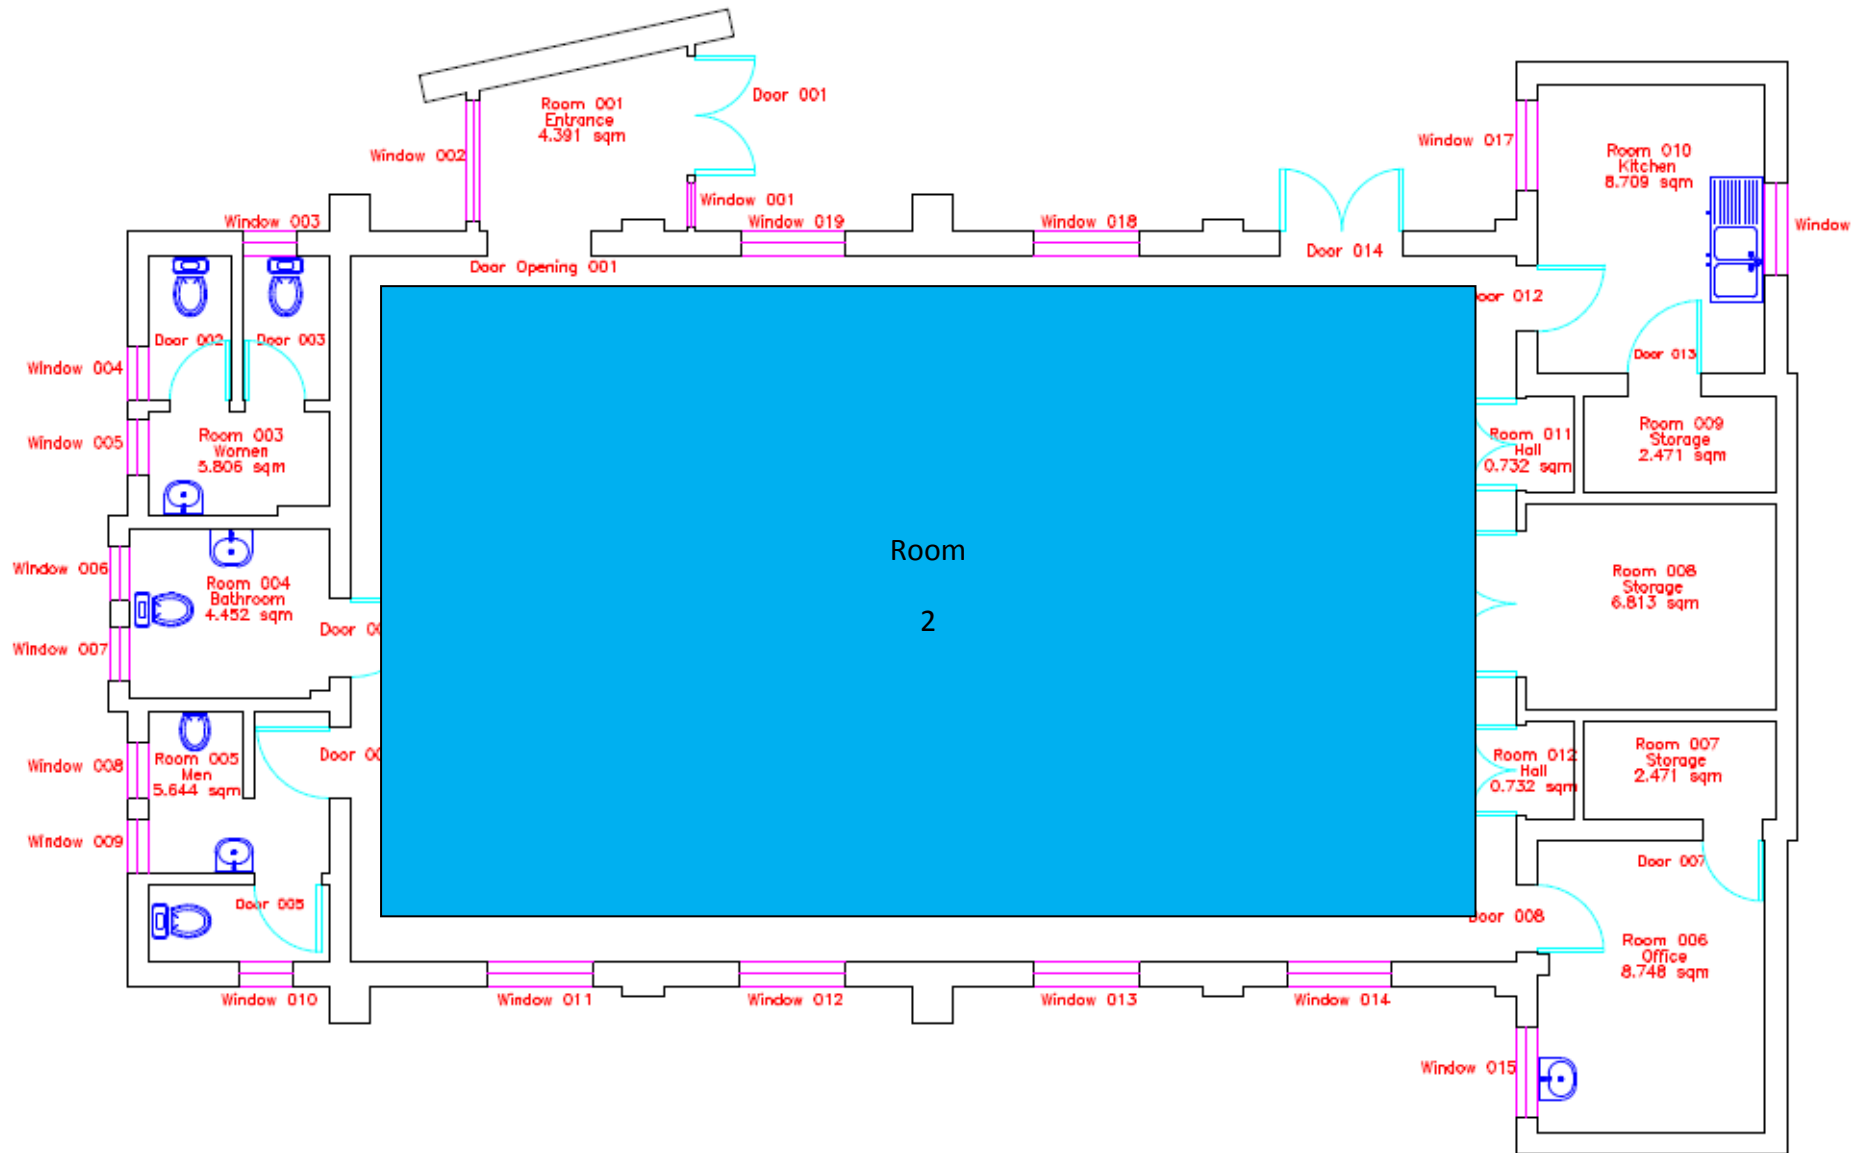 Room 001
Entrance
4.391 sqm
Door 001
Window 002
Window 001
Window 003
Window 019
Window 018
Door 014
Door Opening 001
Window 017
Room 010
Kitchen
8.709 sqm
Window
oor 012
Door 013
Door 002
Door 003
Window 004
Window 005
Room 003
Women
5.806 sqm
Room 011
Hall
0.732 sqm
Room 009
Storage
2.471 sqm
Room
2
Window 006
Room 004
Bathroom
4.452 sqm
Door 00
Window 007
Room 008
Storage
6.813 sqm
Window 008
Room 005
Men
5.644 sqm
Door 00
Room 012
Hall
0.732 sqm
Room 007
Storage
2.471 sqm
Window 009
Door 007
Door 005
Door 008
Room 006
Office
8.748 sqm
Window 010
Window 011
Window 012
Window 013
Window 014
Window 015